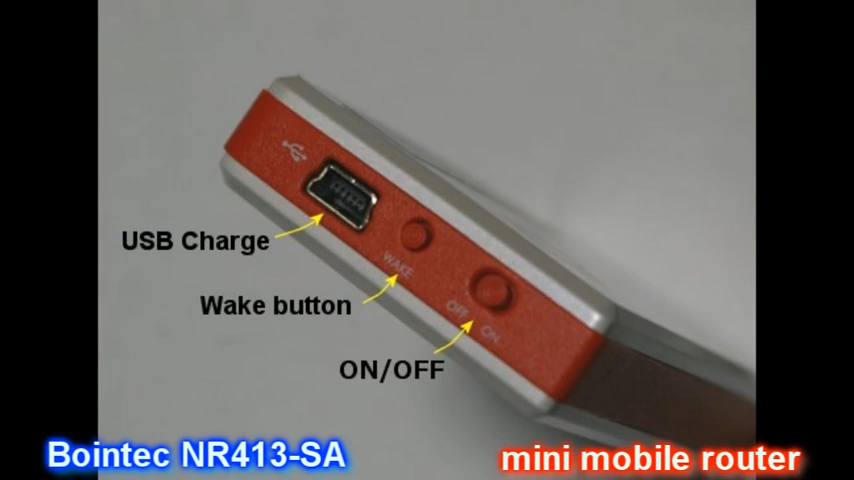 USB Charge
WAKE
Wake button
OFF ON
ON/OFF
Bointec NR413-SA
mini mobile router